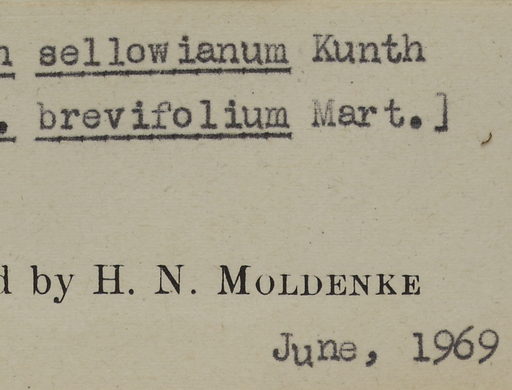 n sellowianum Kunth
. brevifolium Mart.]
d by H. N. MOLDENKE
June, 1969